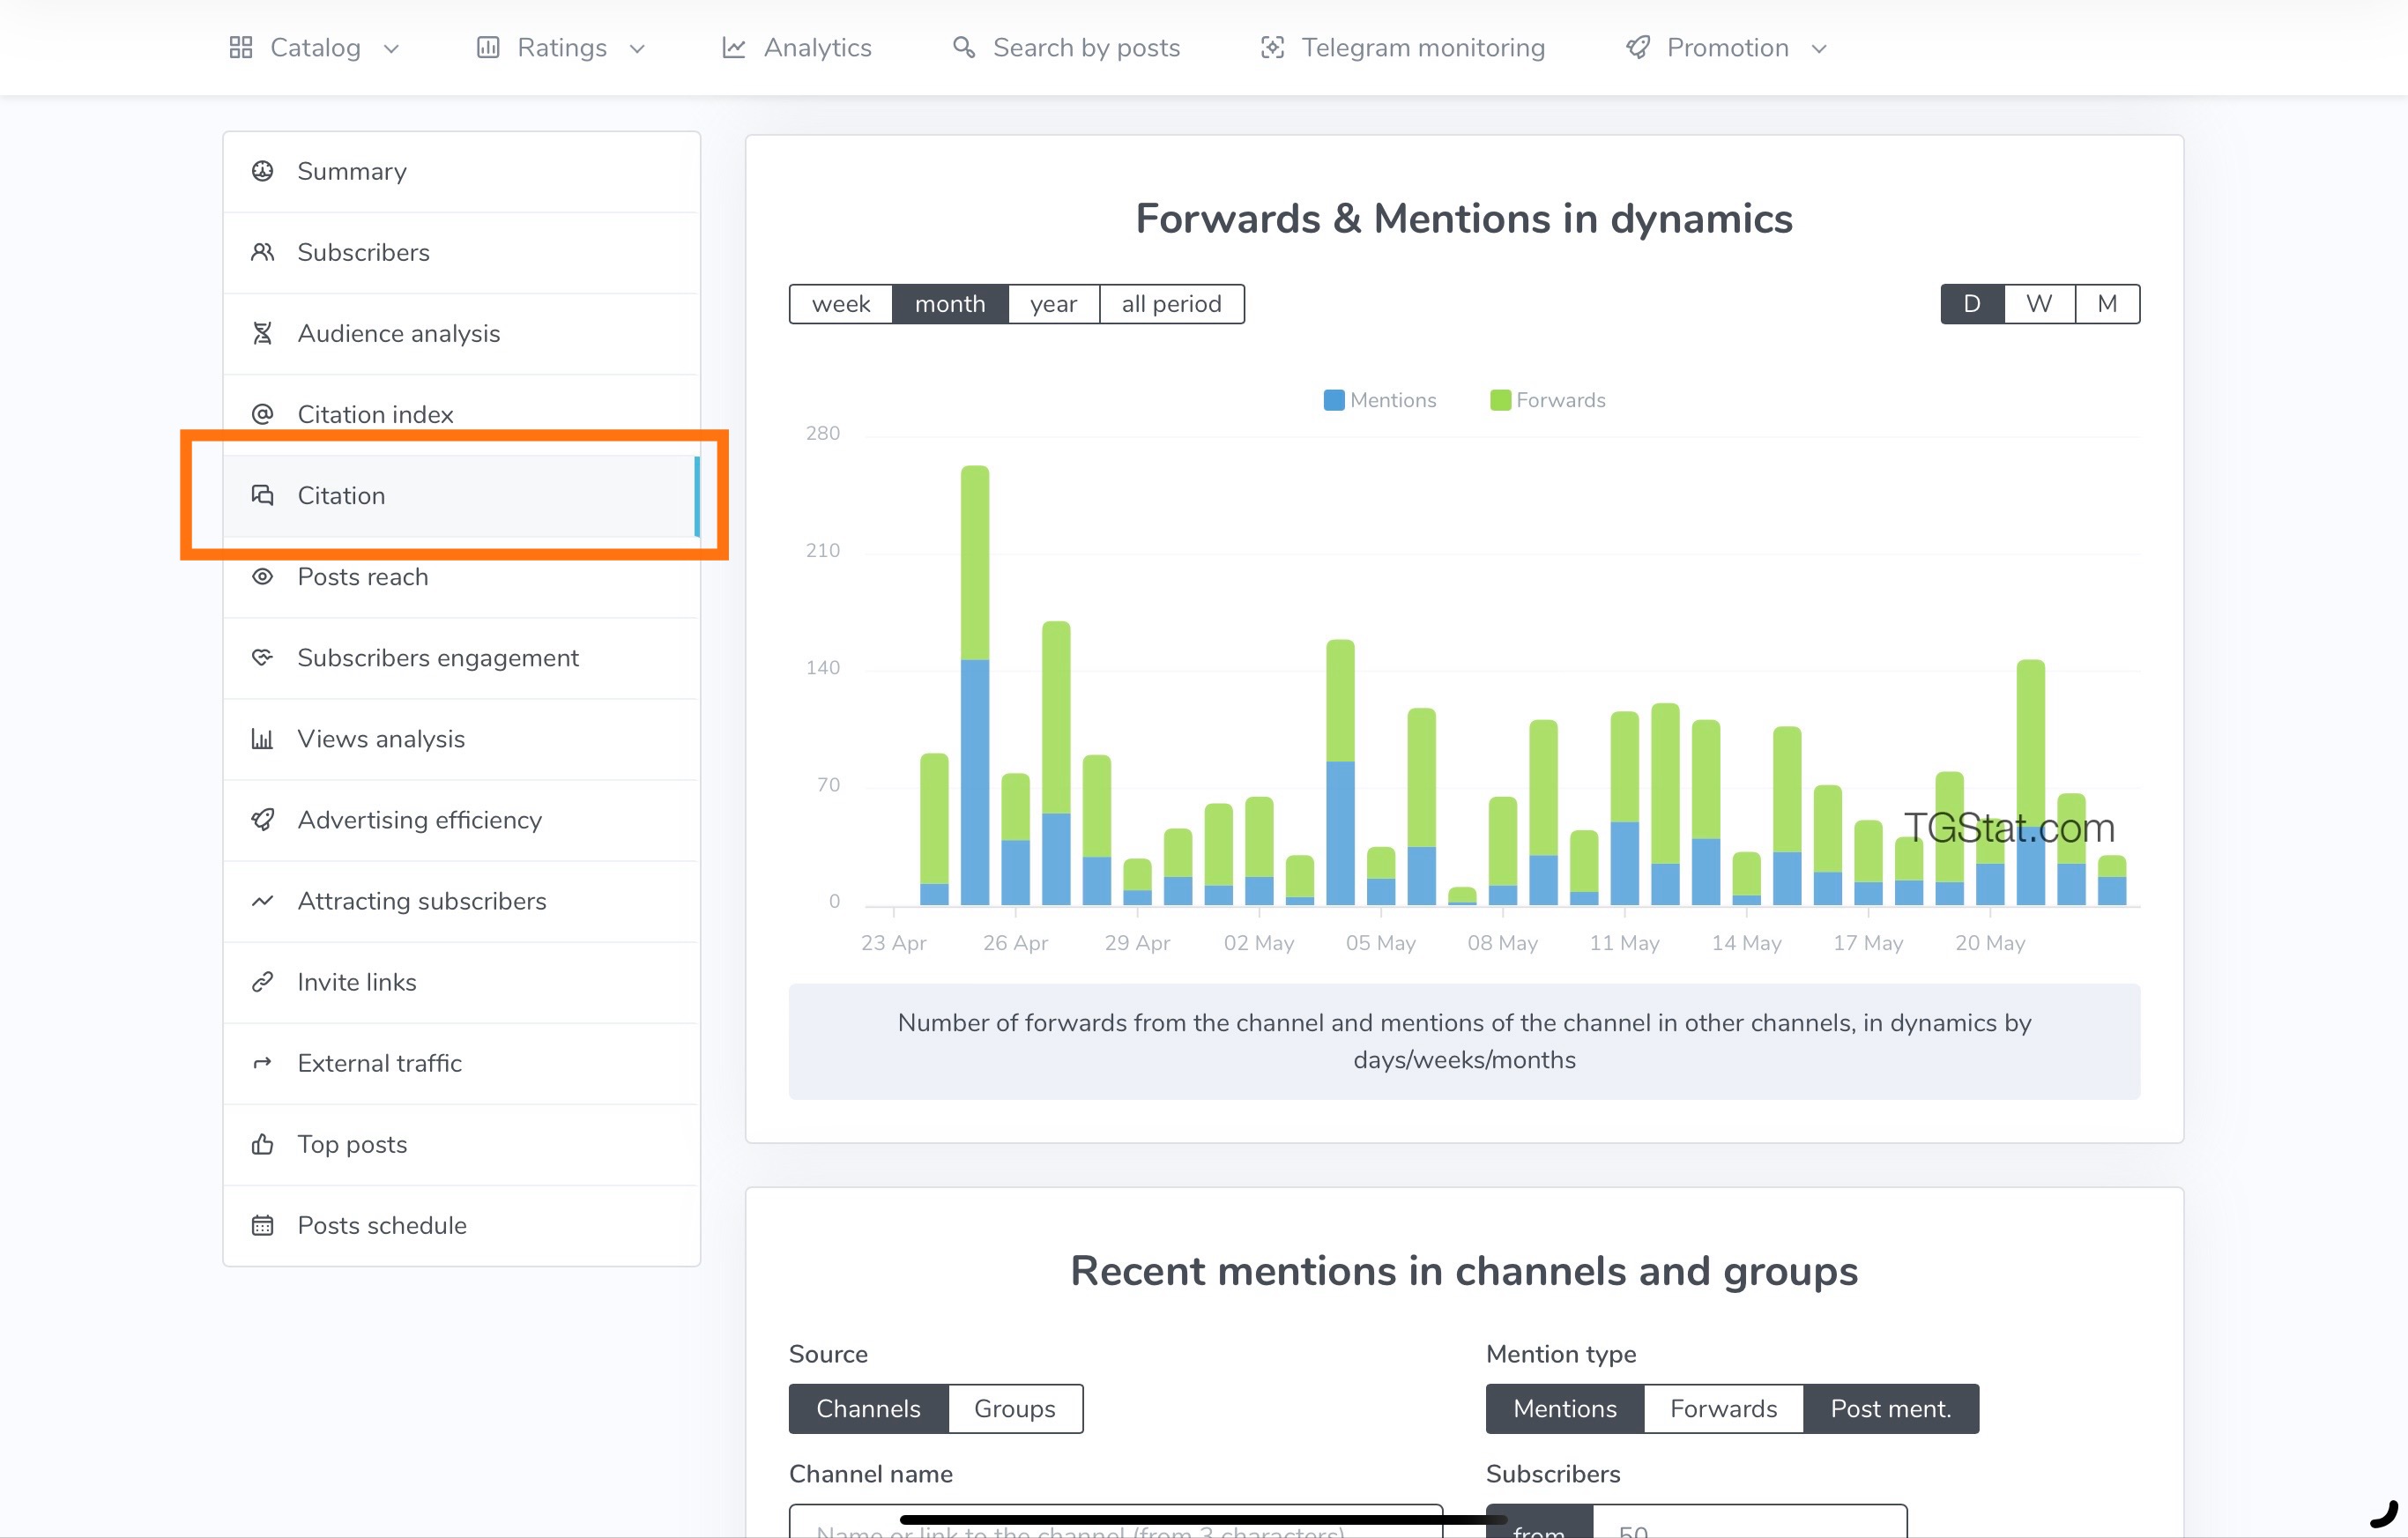 Catalog
Ratings
Analytics
Search by posts
Telegram monitoring
Promotion
Summary
Subscribers
Audience analysis
Citation index
Citation
Posts reach
Subscribers engagement
Views analysis
Advertising efficiency
Attracting subscribers
Invite links
External traffic
Top posts
Posts schedule
Forwards & Mentions in dynamics
week month year all period
D W M
Mentions Forwards
280
210
140
70
0
TGStat.com
23 Apr 26 Apr 29 Apr 02 May 05 May 08 May 11 May 14 May 17 May 20 May
Number of forwards from the channel and mentions of the channel in other channels, in dynamics by
days/weeks/months
Recent mentions in channels and groups
Source
Channels Groups
Mention type
Mentions Forwards Post ment.
Channel name
Name or link to the channel (from 3 characters)
Subscribers
from 50